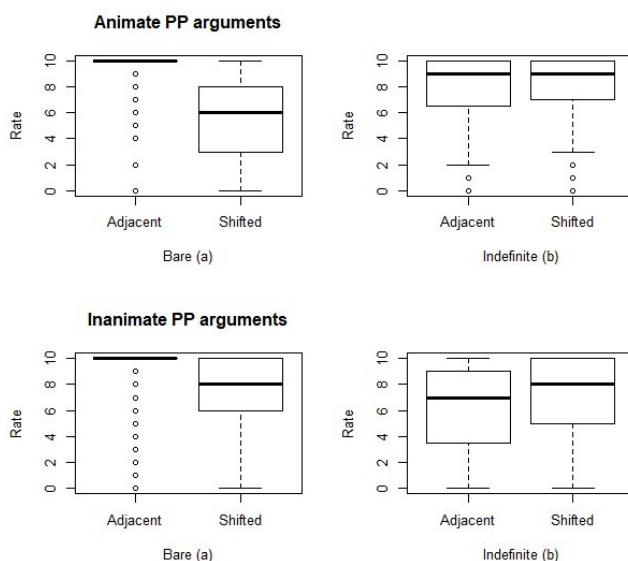 Animate PP arguments
Rate
0 2 4 6 8 10
Adjacent Shifted
Bare (a)
Rate
0 2 4 6 8 10
Adjacent Shifted
Indefinite (b)
Inanimate PP arguments
Rate
0 2 4 6 8 10
Adjacent Shifted
Bare (a)
Rate
0 2 4 6 8 10
Adjacent Shifted
Indefinite (b)